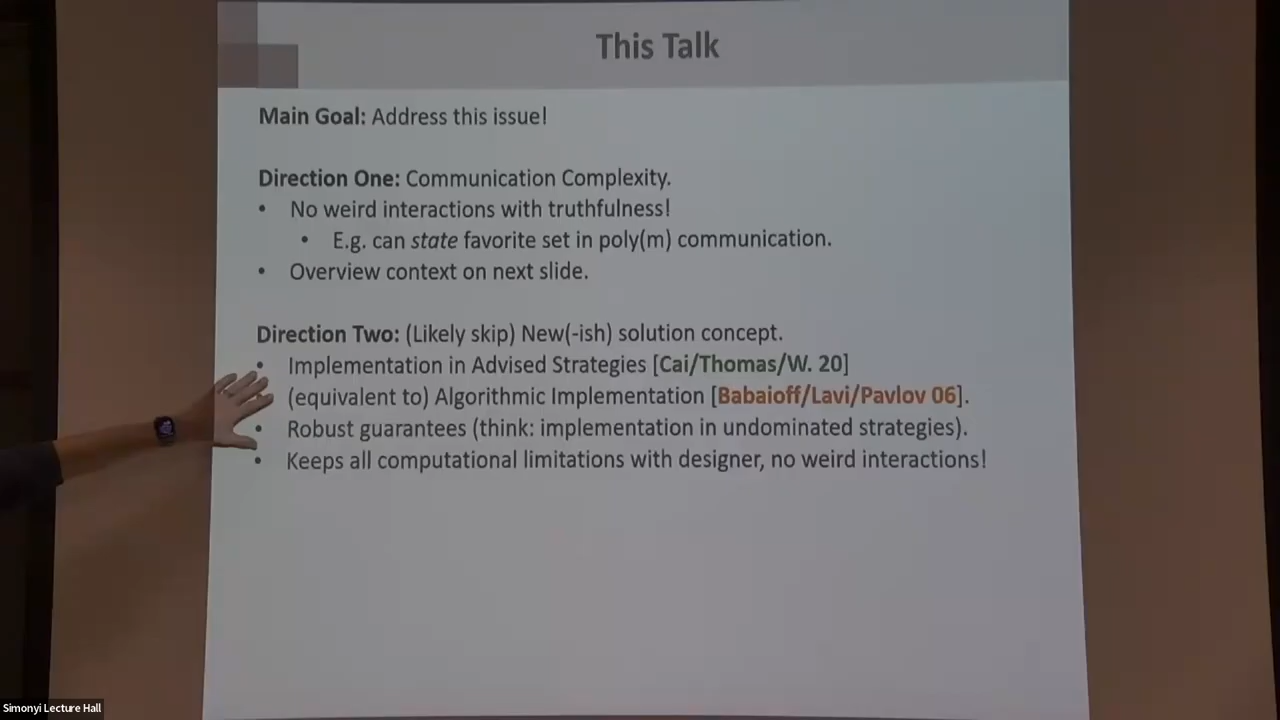 This Talk
Main Goal: Address this issue!
Direction One: Communication Complexity.
• No weird interactions with truthfulness!
• E.g. can state favorite set in poly(m) communication.
• Overview context on next slide.
Direction Two: (Likely skip) New(-ish) solution concept.
• Implementation in Advised Strategies [Cai/Thomas/W. 20]
(equivalent to) Algorithmic Implementation [Babaioff/Lavi/Pavlov 06].
• Robust guarantees (think: implementation in undominated strategies).
• Keeps all computational limitations with designer, no weird interactions!
Simonyi Lecture Hall